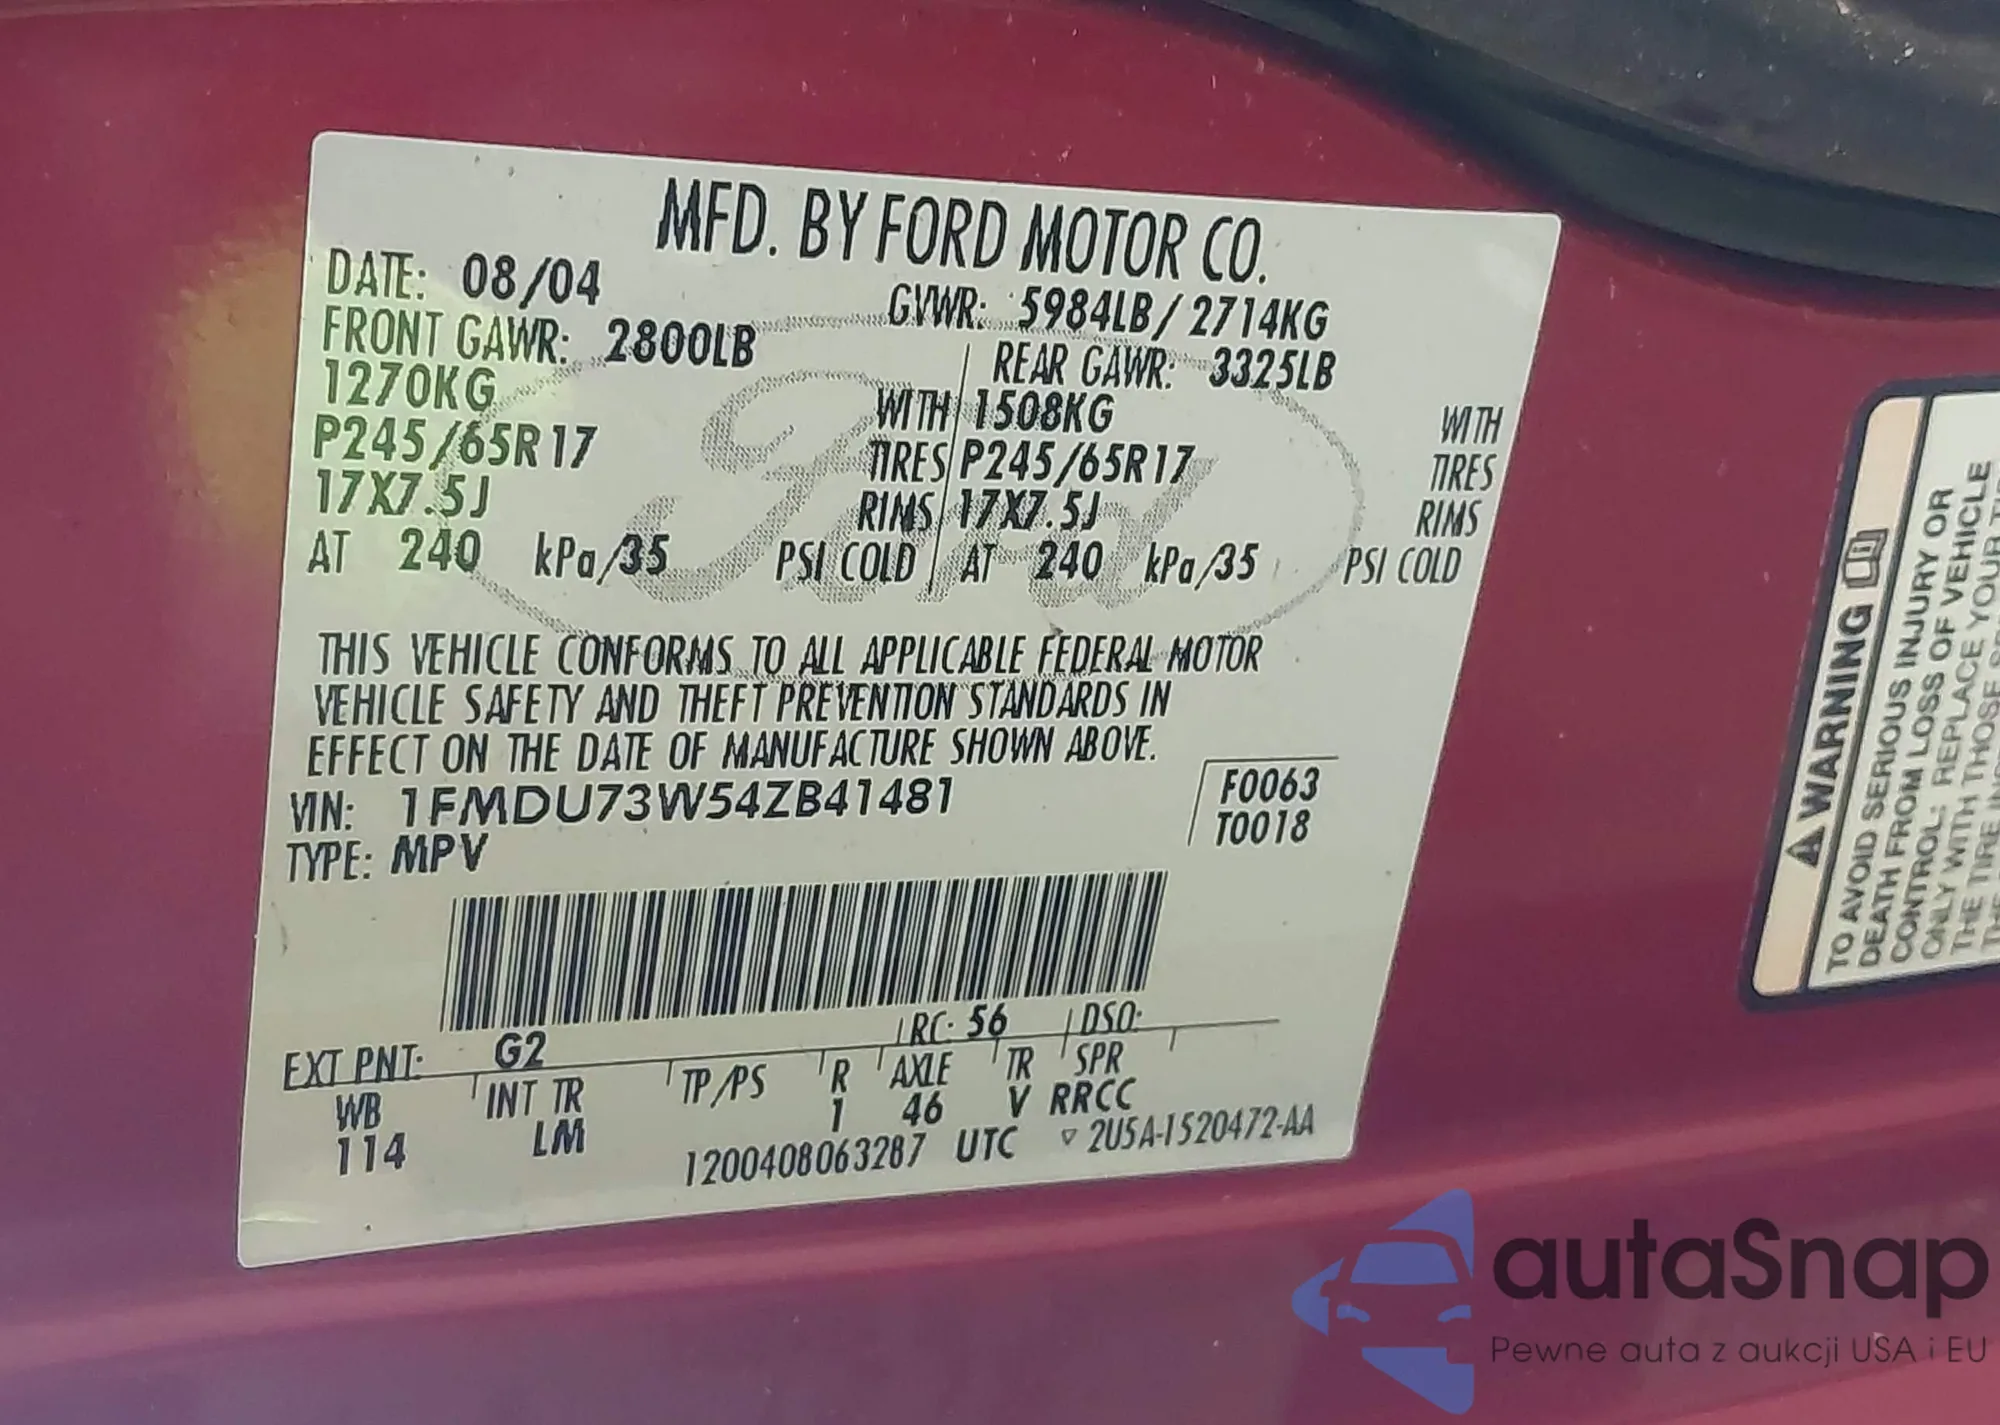 MFD. BY FORD MOTOR CO.
DATE: 08/04 GVWR: 5984LB / 2714KG
FRONT GAWR: 2800LB REAR GAWR: 3325LB
1270KG WITH 1508KG WITH
P245/65R17 TIRES P245/65R17 TIRES
17X7.5J RIMS 17X7.5J RIMS
AT 240 kPa/35 PSI COLD AT 240 kPa/35 PSI COLD
Ford
THIS VEHICLE CONFORMS TO ALL APPLICABLE FEDERAL MOTOR
VEHICLE SAFETY AND THEFT PREVENTION STANDARDS IN
EFFECT ON THE DATE OF MANUFACTURE SHOWN ABOVE.
VIN: 1FMDU73W54ZB41481 F0063
TYPE: MPV T0018
EXT PNT: G2 RC: 56 DSO:
WB INT TR TP/PS R AXLE TR SPR
114 LM 1 46 V RRCC
1200408063287 UTC ▽ 2U5A-1520472-AA
WARNING
TO AVOID SERIOUS INJURY OR
DEATH FROM LOSS OF VEHICLE
CONTROL: REPLACE YOUR
ONLY WITH THOSE
THE TIRE
autaSnap
Pewne auta z aukcji USA i EU